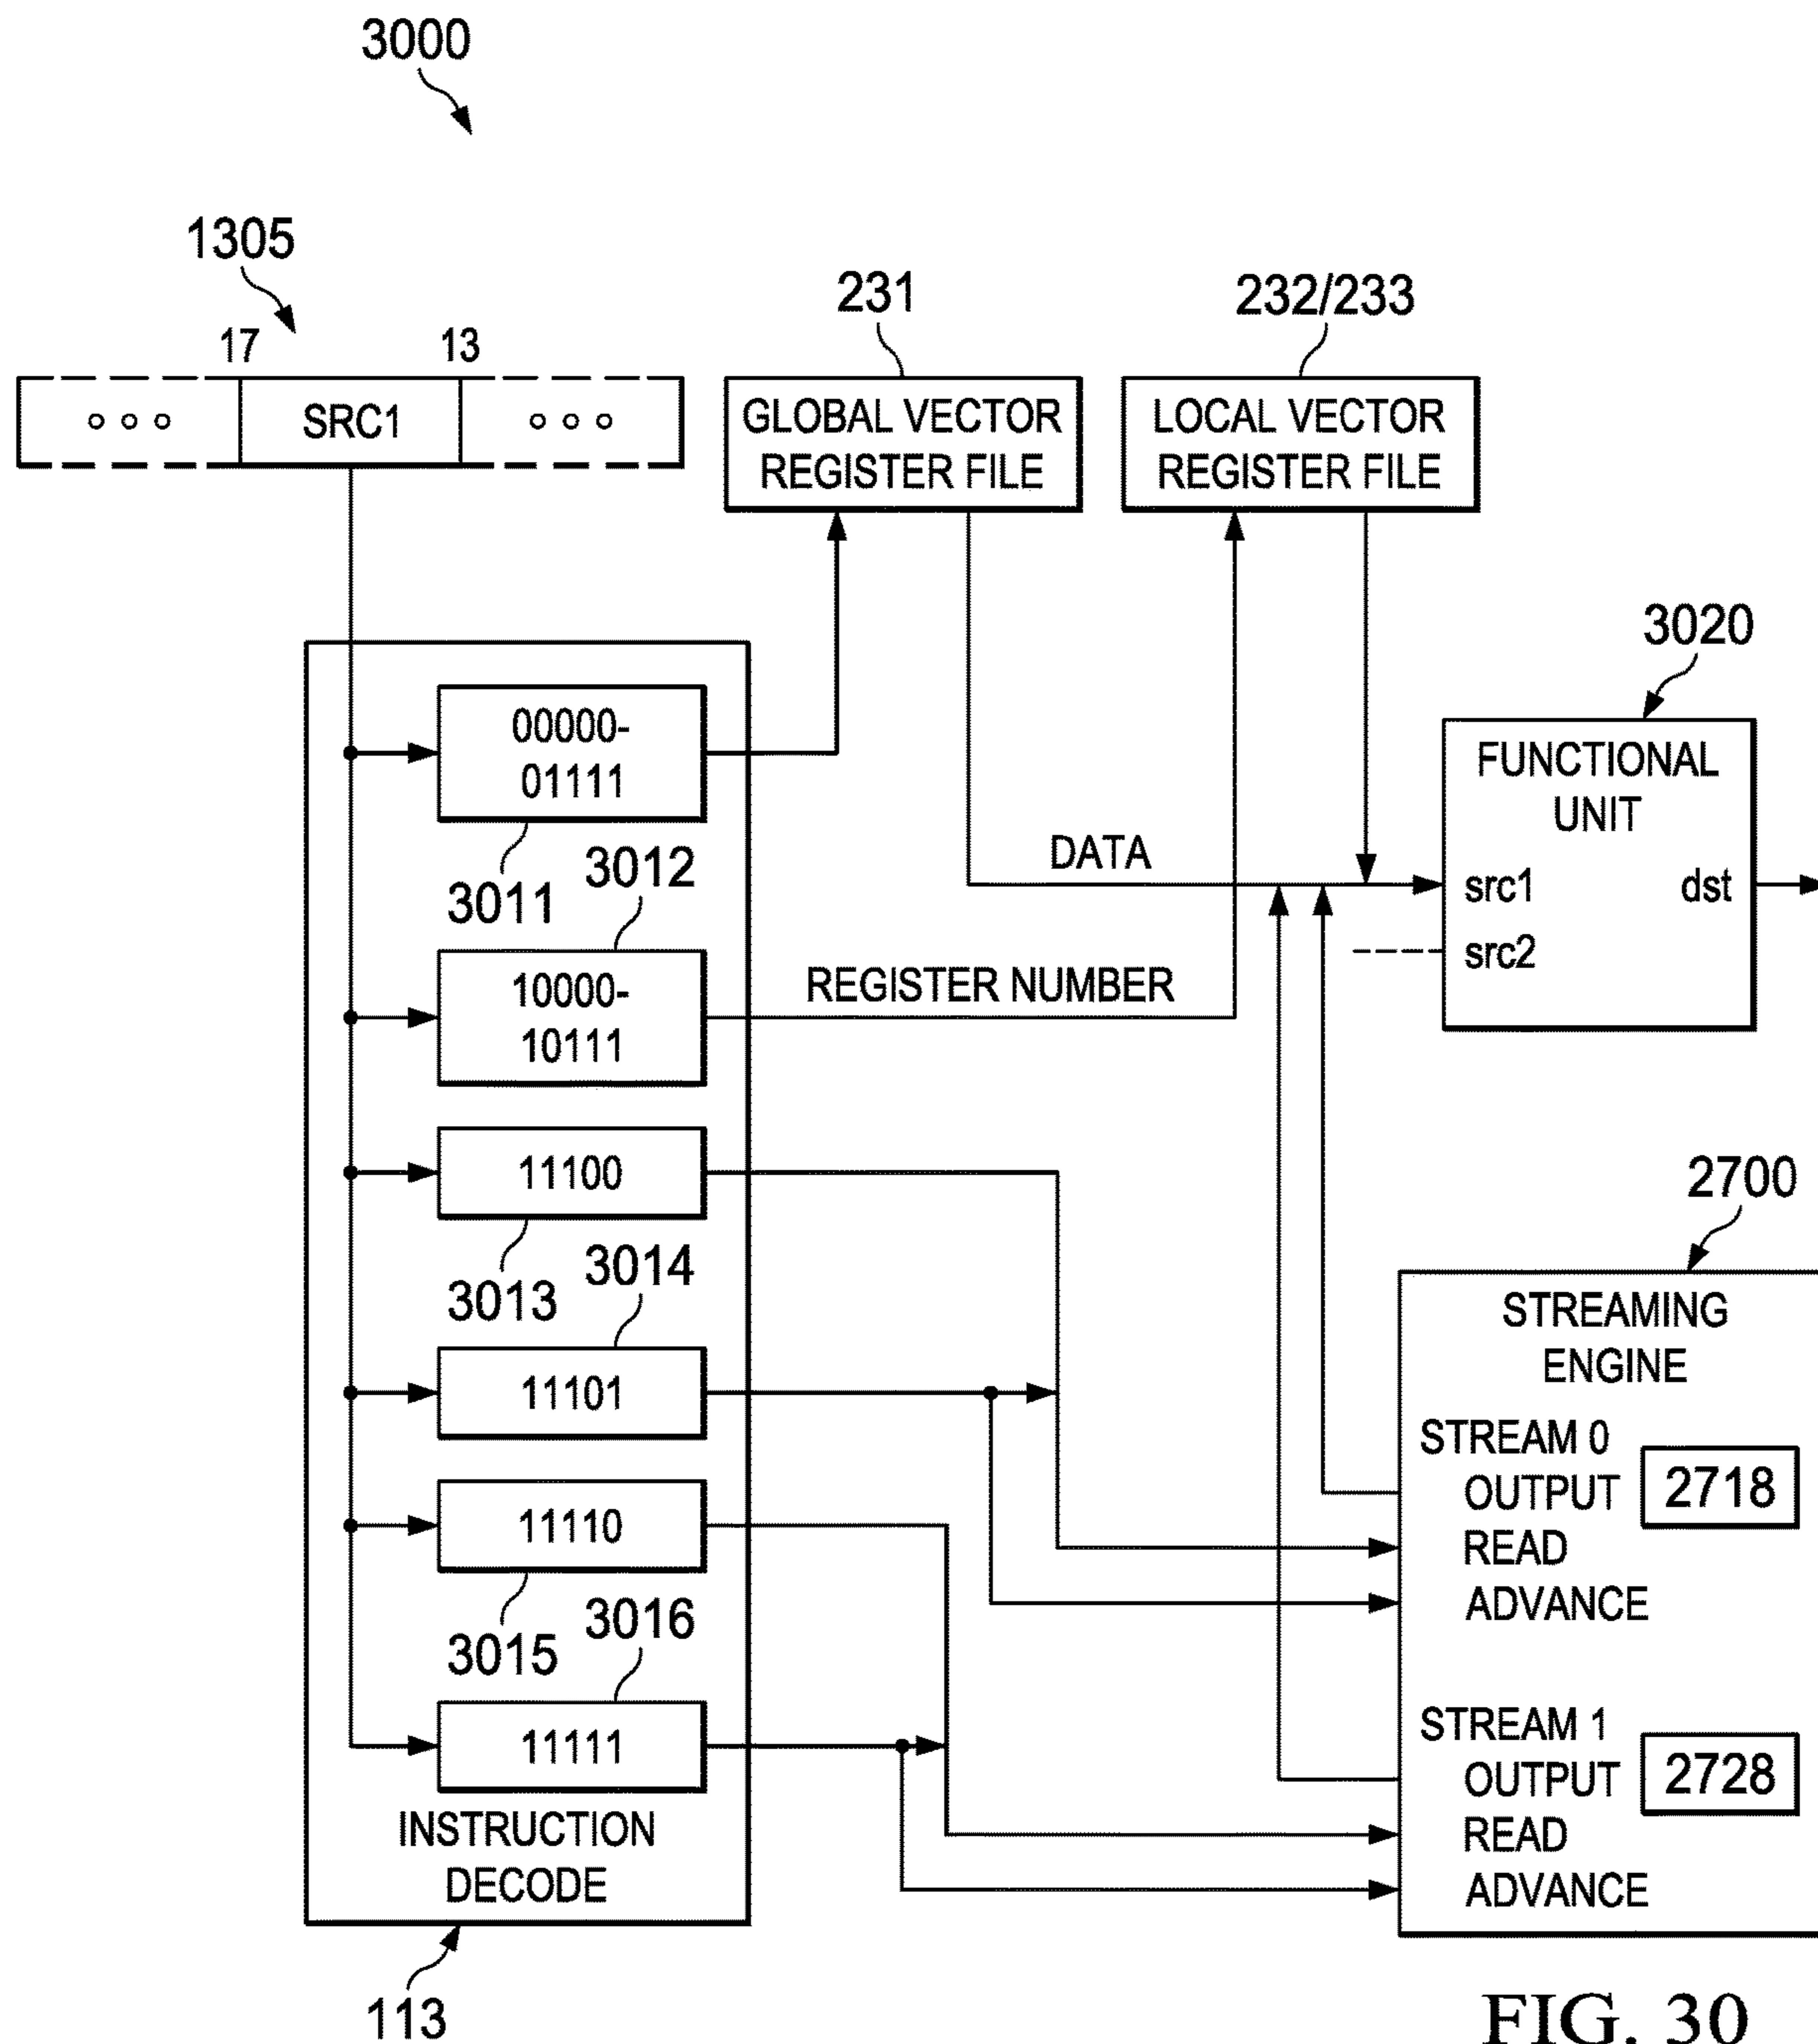 3000
1305
17
13
○ ○ ○
SRC1
○ ○ ○
231
GLOBAL VECTOR
REGISTER FILE
232/233
LOCAL VECTOR
REGISTER FILE
3020
FUNCTIONAL
UNIT
src1
dst
src2
DATA
REGISTER NUMBER
00000-
01111
3011
3012
10000-
10111
11100
3013
3014
11101
11110
3015
3016
11111
INSTRUCTION
DECODE
113
2700
STREAMING
ENGINE
STREAM 0
OUTPUT 2718
READ
ADVANCE
STREAM 1
OUTPUT 2728
READ
ADVANCE
FIG. 30